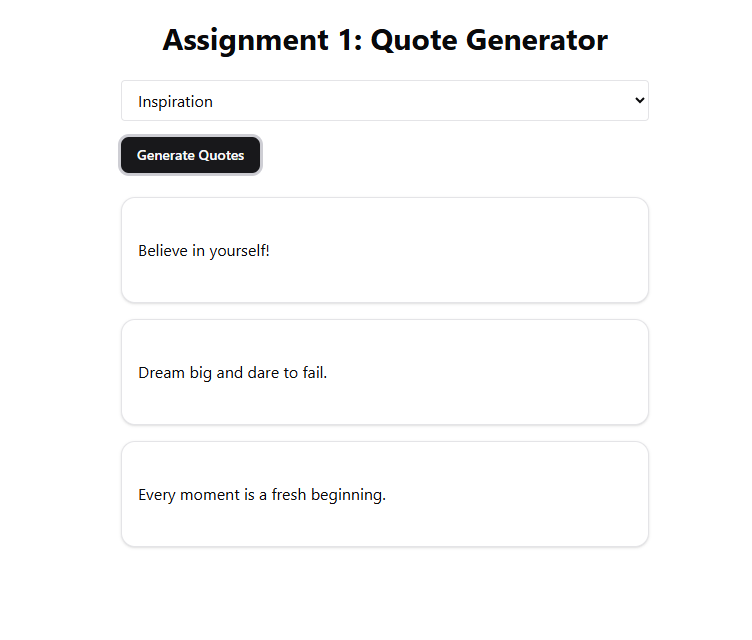 Assignment 1: Quote Generator
Inspiration
Generate Quotes
Believe in yourself!
Dream big and dare to fail.
Every moment is a fresh beginning.